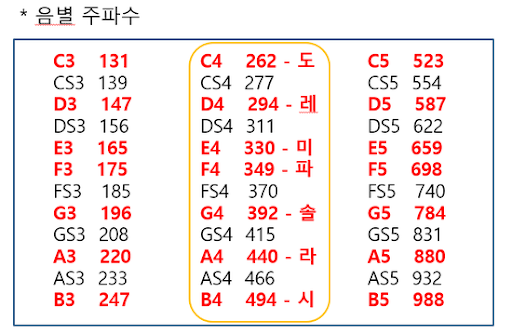 * 음별 주파수
C3 131 C4 262 - 도 C5 523
CS3 139 CS4 277 CS5 554
D3 147 D4 294 - 레 D5 587
DS3 156 DS4 311 DS5 622
E3 165 E4 330 - 미 E5 659
F3 175 F4 349 - 파 F5 698
FS3 185 FS4 370 FS5 740
G3 196 G4 392 - 솔 G5 784
GS3 208 GS4 415 GS5 831
A3 220 A4 440 - 라 A5 880
AS3 233 AS4 466 AS5 932
B3 247 B4 494 - 시 B5 988